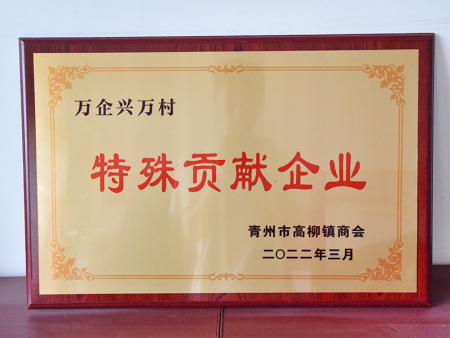 万企兴万村
特殊贡献企业
青州市高柳镇商会
二〇二二年三月